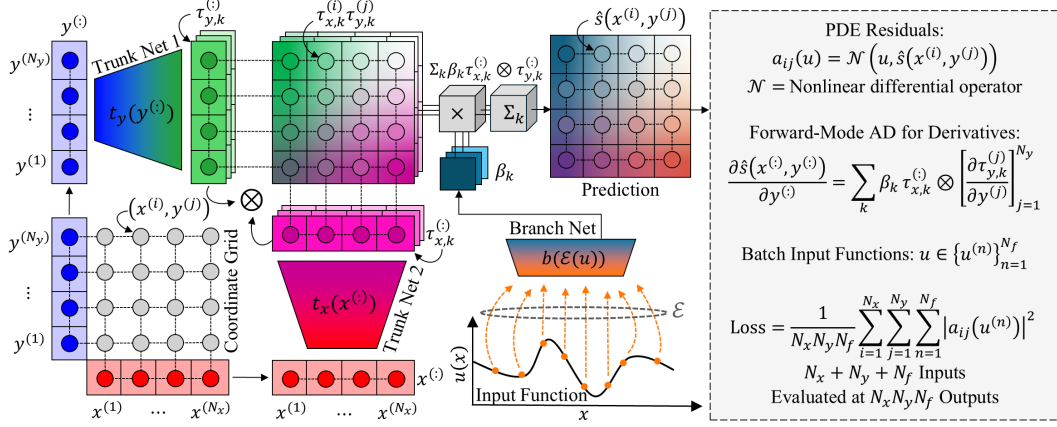 y^{(:)}
y^{(N_y)}
⋮
y^{(1)}
Trunk Net 1
t_y(y^{(:)})
τ_{y,k}^{(:)}
τ_{x,k}^{(i)} τ_{y,k}^{(j)}
Σ_k β_k τ_{x,k}^{(:)} ⊗ τ_{y,k}^{(:)}
×
Σ_k
β_k
ŝ(x^{(i)}, y^{(j)})
Prediction
y^{(N_y)}
⋮
y^{(1)}
(x^{(i)}, y^{(j)})
Coordinate Grid
⊗
τ_{x,k}^{(:)}
t_x(x^{(:)})
Trunk Net 2
x^{(:)}
x^{(1)} ... x^{(N_x)}
x^{(1)} ... x^{(N_x)}
Branch Net
b(ℰ(u))
ℰ
u(x)
Input Function
x
PDE Residuals:
a_{ij}(u) = 𝒩(u, ŝ(x^{(i)}, y^{(j)}))
𝒩 = Nonlinear differential operator
Forward-Mode AD for Derivatives:
∂ŝ(x^{(:)}, y^{(:)}) / ∂y^{(:)} = ∑_k β_k τ_{x,k}^{(:)} ⊗ [∂τ_{y,k}^{(j)} / ∂y^{(j)}]_{j=1}^{N_y}
Batch Input Functions: u ∈ {u^{(n)}}_{n=1}^{N_f}
Loss = 1 / (N_x N_y N_f) ∑_{i=1}^{N_x} ∑_{j=1}^{N_y} ∑_{n=1}^{N_f} |a_{ij}(u^{(n)})|^2
N_x + N_y + N_f Inputs
Evaluated at N_x N_y N_f Outputs